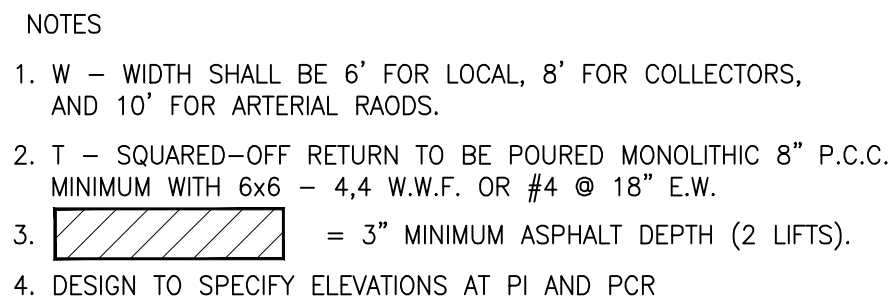 NOTES
1. W – WIDTH SHALL BE 6' FOR LOCAL, 8' FOR COLLECTORS,
AND 10' FOR ARTERIAL RAODS.
2. T – SQUARED–OFF RETURN TO BE POURED MONOLITHIC 8" P.C.C.
MINIMUM WITH 6x6 – 4,4 W.W.F. OR #4 @ 18" E.W.
3. = 3" MINIMUM ASPHALT DEPTH (2 LIFTS).
4. DESIGN TO SPECIFY ELEVATIONS AT PI AND PCR